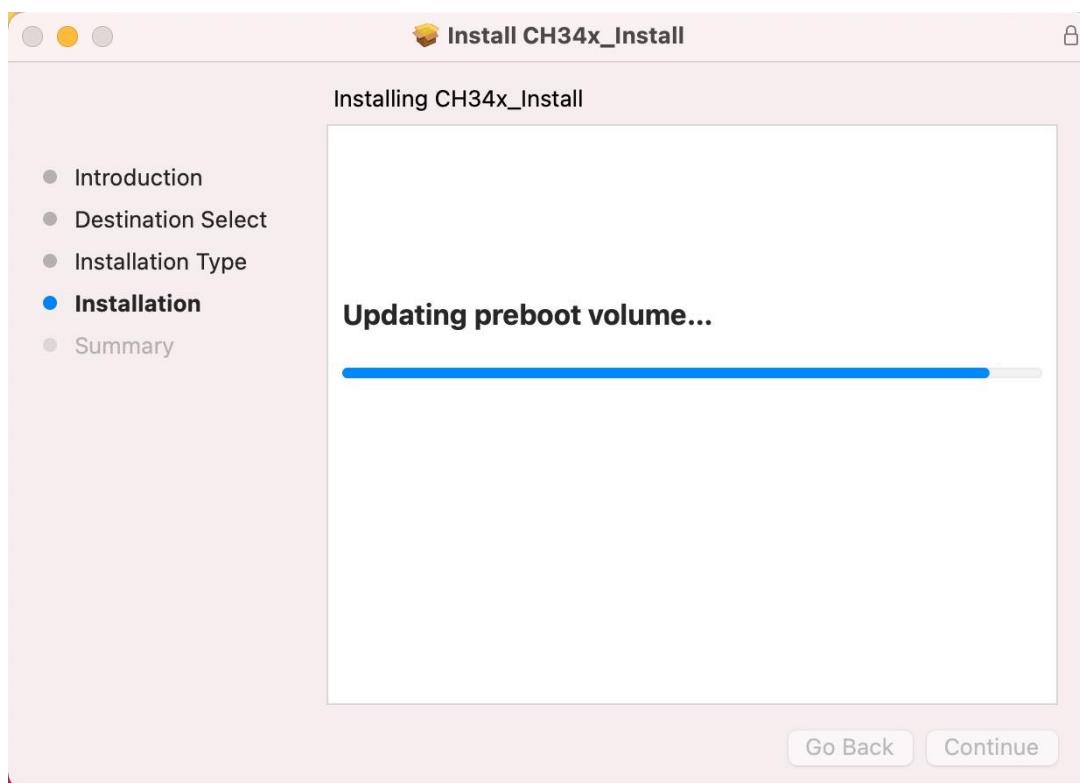 Install CH34x_Install
Installing CH34x_Install
Introduction
Destination Select
Installation Type
Installation
Summary
Updating preboot volume...
Go Back
Continue